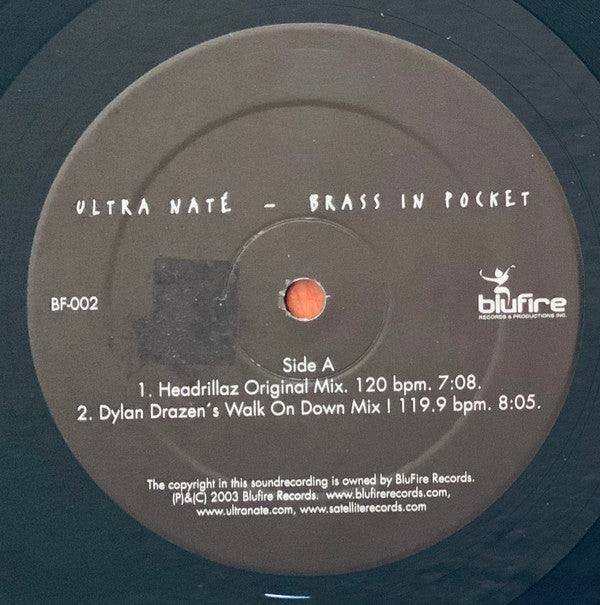 ULTRA NATÉ - BRASS IN POCKET
BF-002
blufire
RECORDS & PRODUCTIONS INC.
Side A
1. Headrillaz Original Mix. 120 bpm. 7:08.
2. Dylan Drazen´s Walk On Down Mix ! 119.9 bpm. 8:05.
The copyright in this soundrecording is owned by BluFire Records.
(P)&(C) 2003 Blufire Records. www.blufirerecords.com,
www.ultranate.com, www.satelliterecords.com